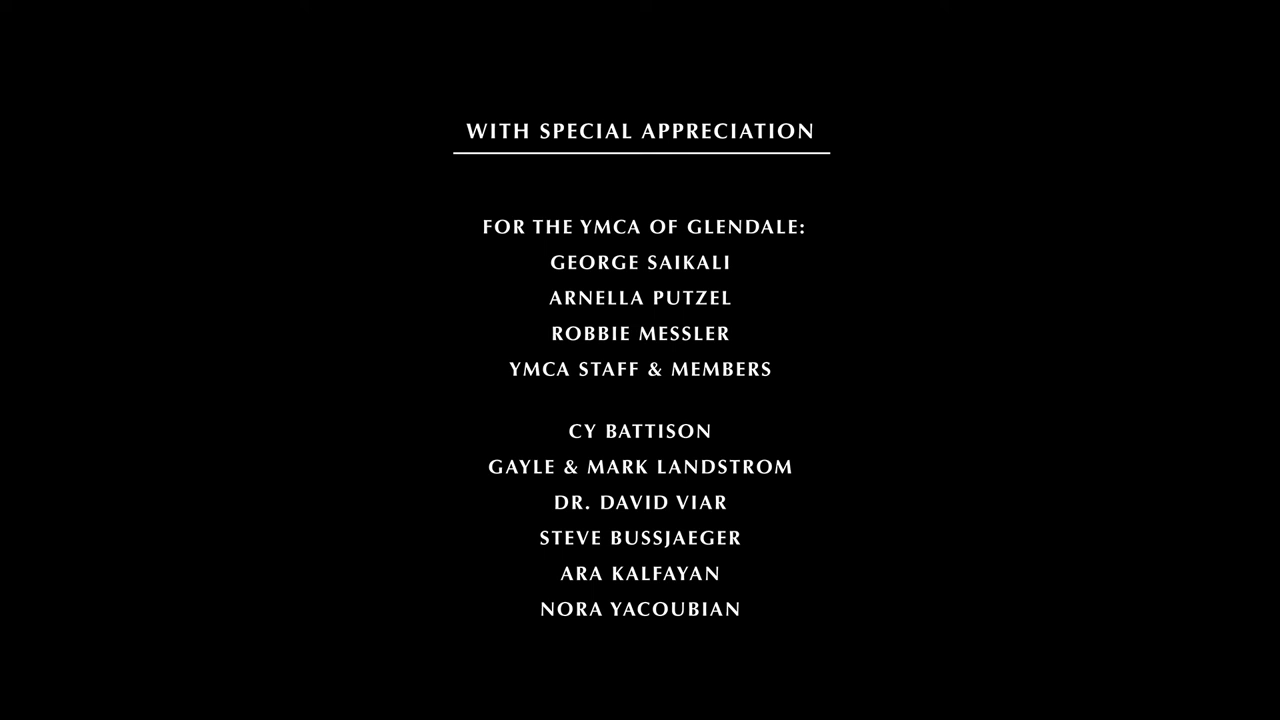 WITH SPECIAL APPRECIATION
FOR THE YMCA OF GLENDALE:
GEORGE SAIKALI
ARNELLA PUTZEL
ROBBIE MESSLER
YMCA STAFF & MEMBERS
CY BATTISON
GAYLE & MARK LANDSTROM
DR. DAVID VIAR
STEVE BUSSJAEGER
ARA KALFAYAN
NORA YACOUBIAN